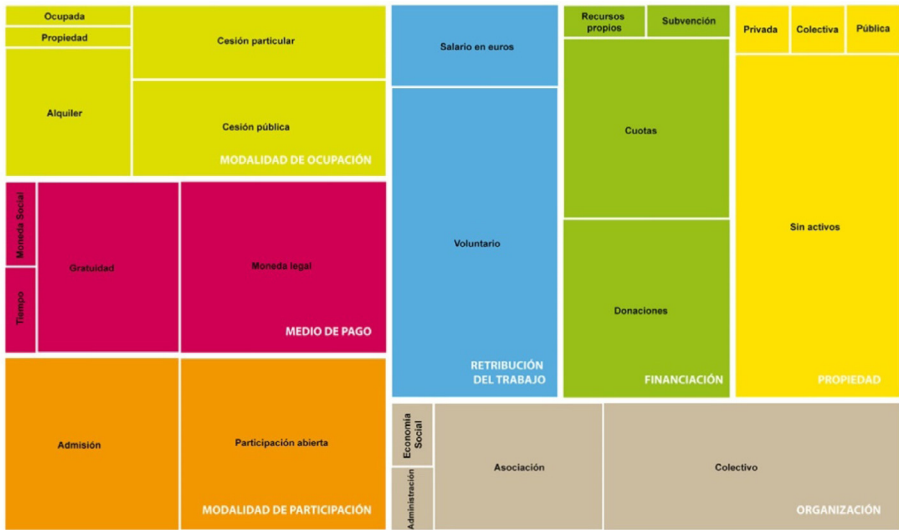 Ocupada
Propiedad
Alquiler
Cesión particular
Cesión pública
MODALIDAD DE OCUPACIÓN
Moneda Social
Tiempo
Gratuidad
Moneda legal
MEDIO DE PAGO
Admisión
Participación abierta
MODALIDAD DE PARTICIPACIÓN
Salario en euros
Voluntario
RETRIBUCIÓN
DEL TRABAJO
Recursos
propios
Subvención
Cuotas
Donaciones
FINANCIACIÓN
Privada
Colectiva
Pública
Sin activos
PROPIEDAD
Economía
Social
Administración
Asociación
Colectivo
ORGANIZACIÓN